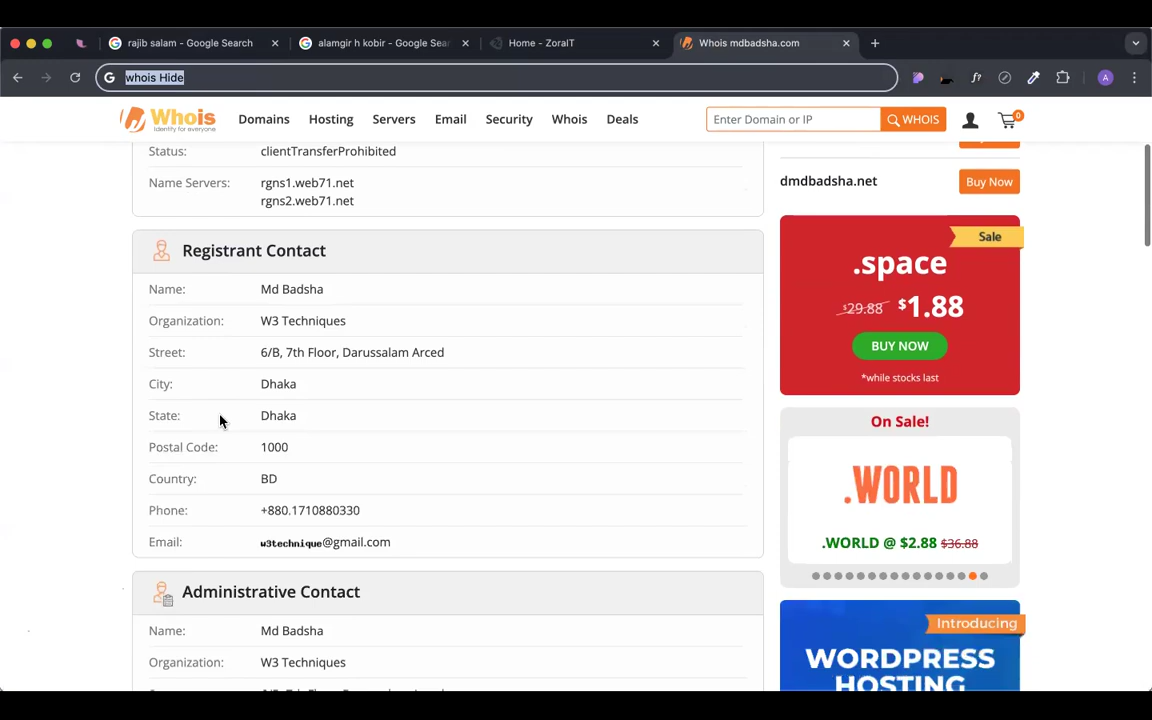 rajib salam - Google Search
alamgir h kobir - Google Sear
Home - ZoraIT
Whois mdbadsha.com
whois Hide
f?
A
Whois
Identity for everyone
Domains
Hosting
Servers
Email
Security
Whois
Deals
Enter Domain or IP
WHOIS
0
Status: clientTransferProhibited
Name Servers: rgns1.web71.net
rgns2.web71.net
Registrant Contact
Name: Md Badsha
Organization: W3 Techniques
Street: 6/B, 7th Floor, Darussalam Arced
City: Dhaka
State: Dhaka
Postal Code: 1000
Country: BD
Phone: +880.1710880330
Email: w3technique@gmail.com
Administrative Contact
Name: Md Badsha
Organization: W3 Techniques
dmdbadsha.net
Buy Now
Sale
.space
$29.88 $1.88
BUY NOW
*while stocks last
On Sale!
.WORLD
.WORLD @ $2.88 $36.88
Introducing
WORDPRESS
HOSTING